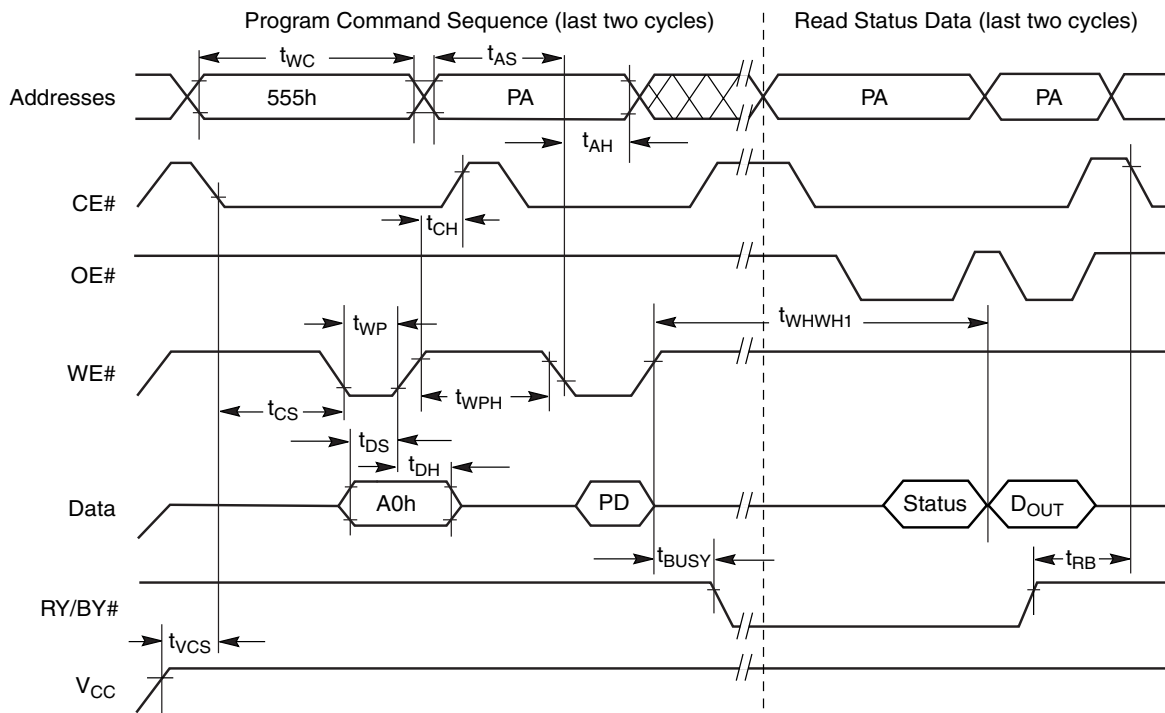 Program Command Sequence (last two cycles)
Read Status Data (last two cycles)
tWC
tAS
Addresses
555h
PA
PA
PA
tAH
CE#
tCH
OE#
tWP
tWHWH1
WE#
tCS
tWPH
tDS
tDH
Data
A0h
PD
Status
DOUT
tBUSY
tRB
RY/BY#
tVCS
VCC